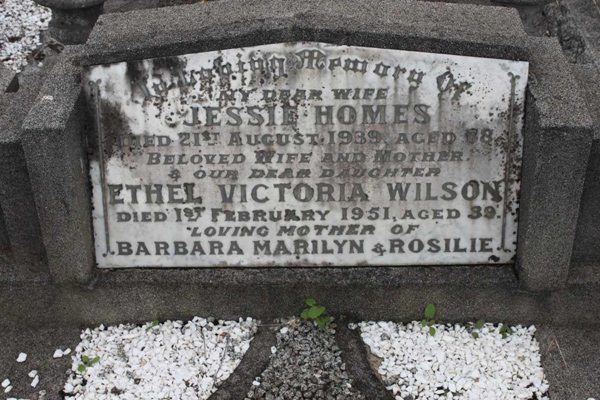 In Loving Memory Of
MY DEAR WIFE
JESSIE HOMES
DIED 21ST AUGUST 1939, AGED 68
BELOVED WIFE AND MOTHER.
& OUR DEAR DAUGHTER
ETHEL VICTORIA WILSON
DIED 1ST FEBRUARY 1951, AGED 39.
LOVING MOTHER OF
BARBARA MARILYN & ROSILIE.